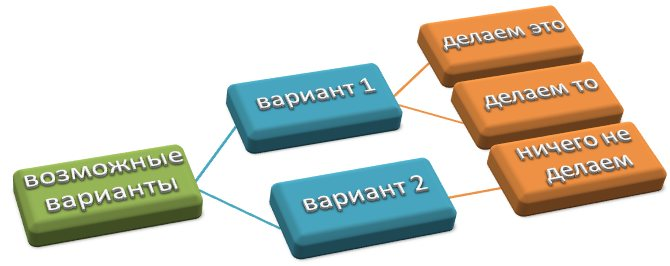 возможные
варианты
вариант 1
делаем это
делаем то
вариант 2
ничего не
делаем